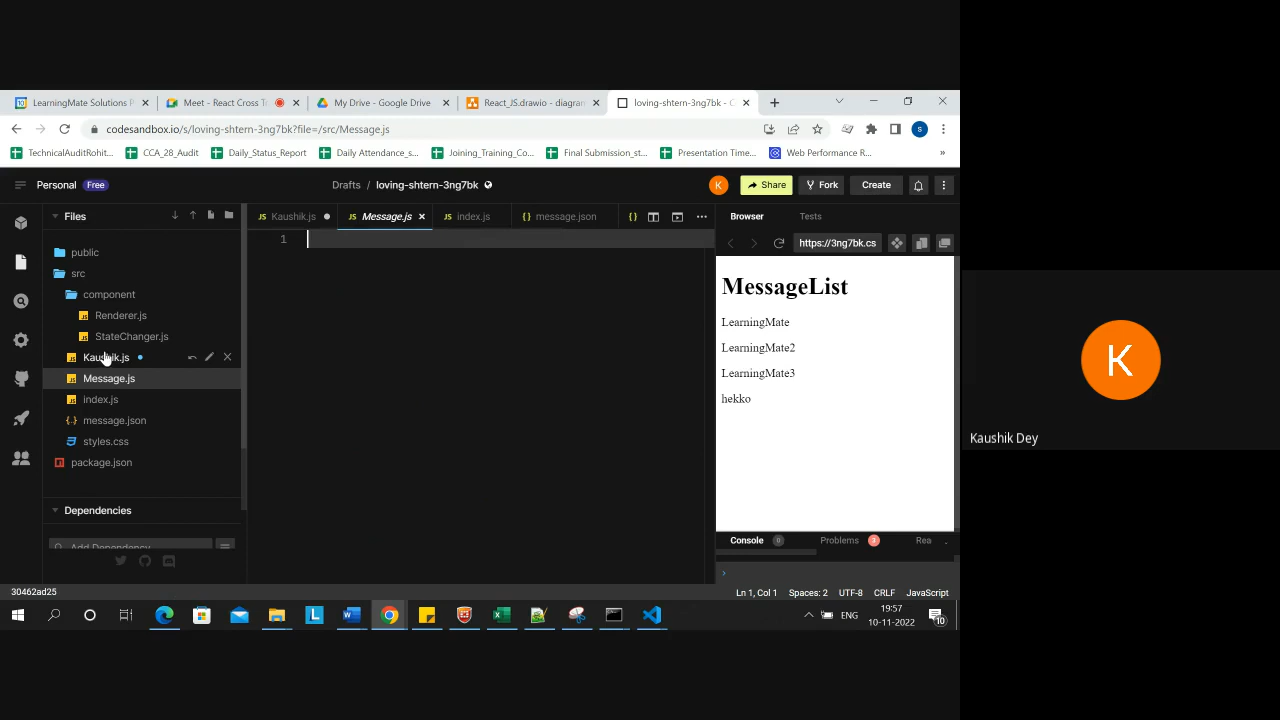 LearningMate Solutions P
Meet - React Cross T
My Drive - Google Drive
React_JS.drawio - diagram
loving-shtern-3ng7bk - C
codesandbox.io/s/loving-shtern-3ng7bk?file=/src/Message.js
TechnicalAuditRohit...
CCA_28_Audit
Daily_Status_Report
Daily Attendance_s...
Joining_Training_Co...
Final Submission_st...
Presentation Time...
Web Performance R...
»
Personal Free
Drafts / loving-shtern-3ng7bk
K
Share
Fork
Create
Files
public
src
component
Renderer.js
StateChanger.js
Kaushik.js
Message.js
index.js
message.json
styles.css
package.json
Dependencies
Add Dependency
JS Kaushik.js
JS Message.js
JS index.js
{} message.json
{}
1
Browser
Tests
https://3ng7bk.cs
MessageList
LearningMate
LearningMate2
LearningMate3
hekko
Console 0
Problems 3
Rea
30462ad25
Ln 1, Col 1
Spaces: 2
UTF-8
CRLF
JavaScript
ENG
19:57
10-11-2022
10
K
Kaushik Dey